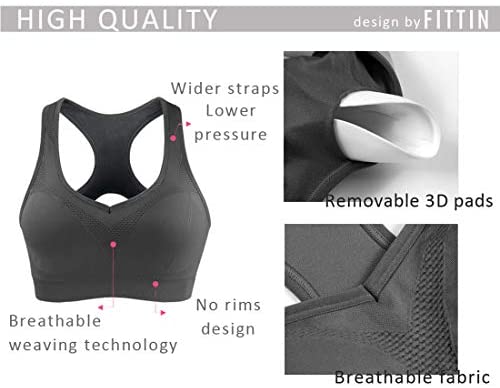 HIGH QUALITY
design by FITTIN
Wider straps
Lower
pressure
Removable 3D pads
No rims
design
Breathable
weaving technology
Breathable fabric